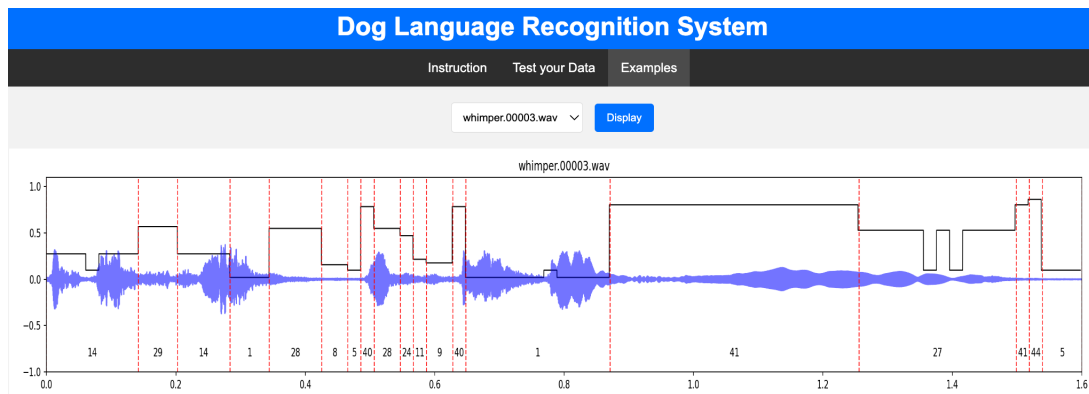 Dog Language Recognition System
Instruction Test your Data Examples
whimper.00003.wav Display
whimper.00003.wav
1.0
0.5
0.0
−0.5
14 29 14 1 28 8 5 40 28 24 11 9 40 1 41 27 41 44 5
−1.0
0.0 0.2 0.4 0.6 0.8 1.0 1.2 1.4 1.6